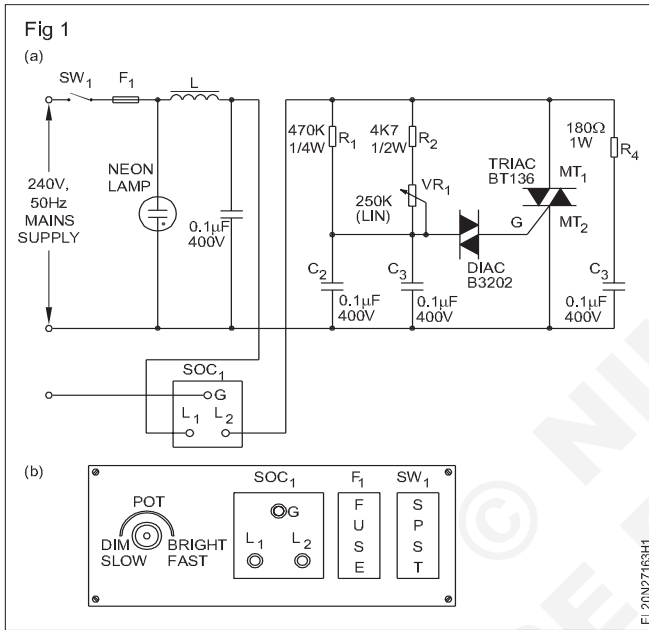 Fig 1
(a)
SW1
F1
L
240V,
50Hz
MAINS
SUPPLY
NEON
LAMP
0.1µF
400V
470K
1/4W
R1
4K7
1/2W
R2
VR1
250K
(LIN)
C2
0.1µF
400V
C3
0.1µF
400V
DIAC
B3202
G
TRIAC
BT136
MT1
MT2
180Ω
1W
R4
C3
0.1µF
400V
SOC1
G
L1
L2
(b)
POT
DIM
SLOW
BRIGHT
FAST
SOC1
G
L1
L2
F1
F
U
S
E
SW1
S
P
S
T
© NI
E
EL20N27163H1